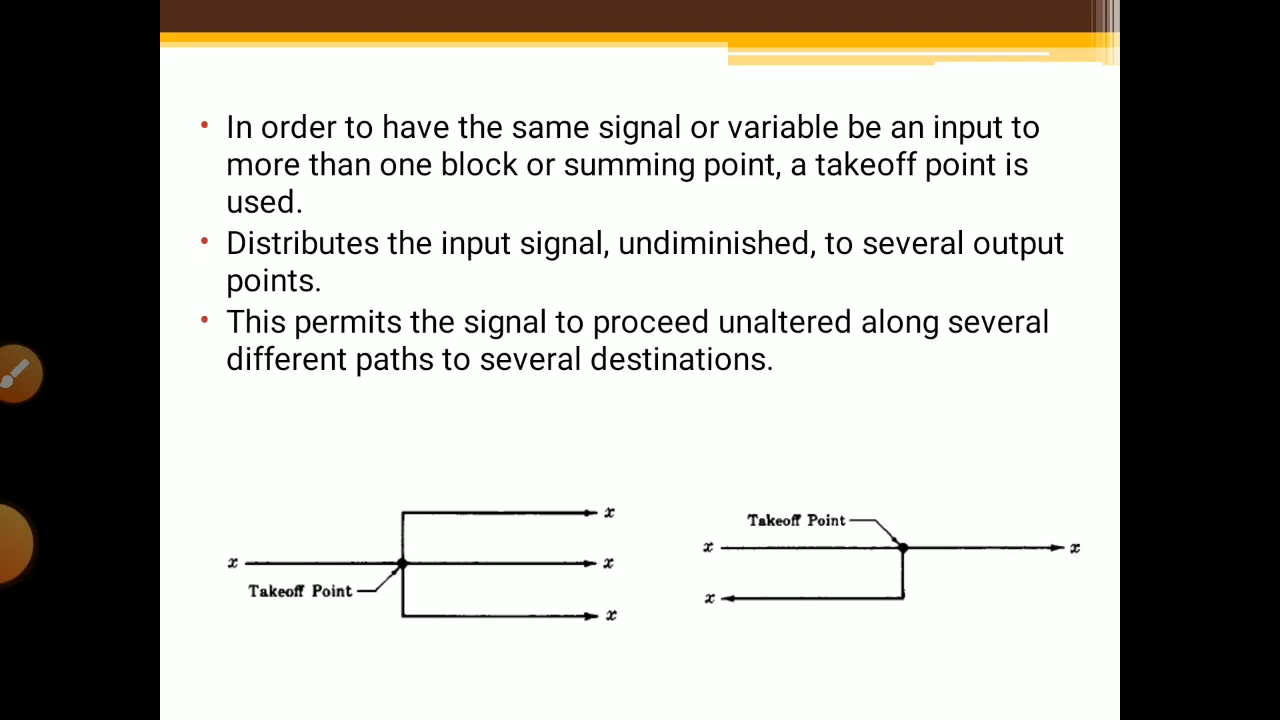 • In order to have the same signal or variable be an input to
more than one block or summing point, a takeoff point is
used.
• Distributes the input signal, undiminished, to several output
points.
• This permits the signal to proceed unaltered along several
different paths to several destinations.
x
x
x
Takeoff Point
x
Takeoff Point
x
x
x